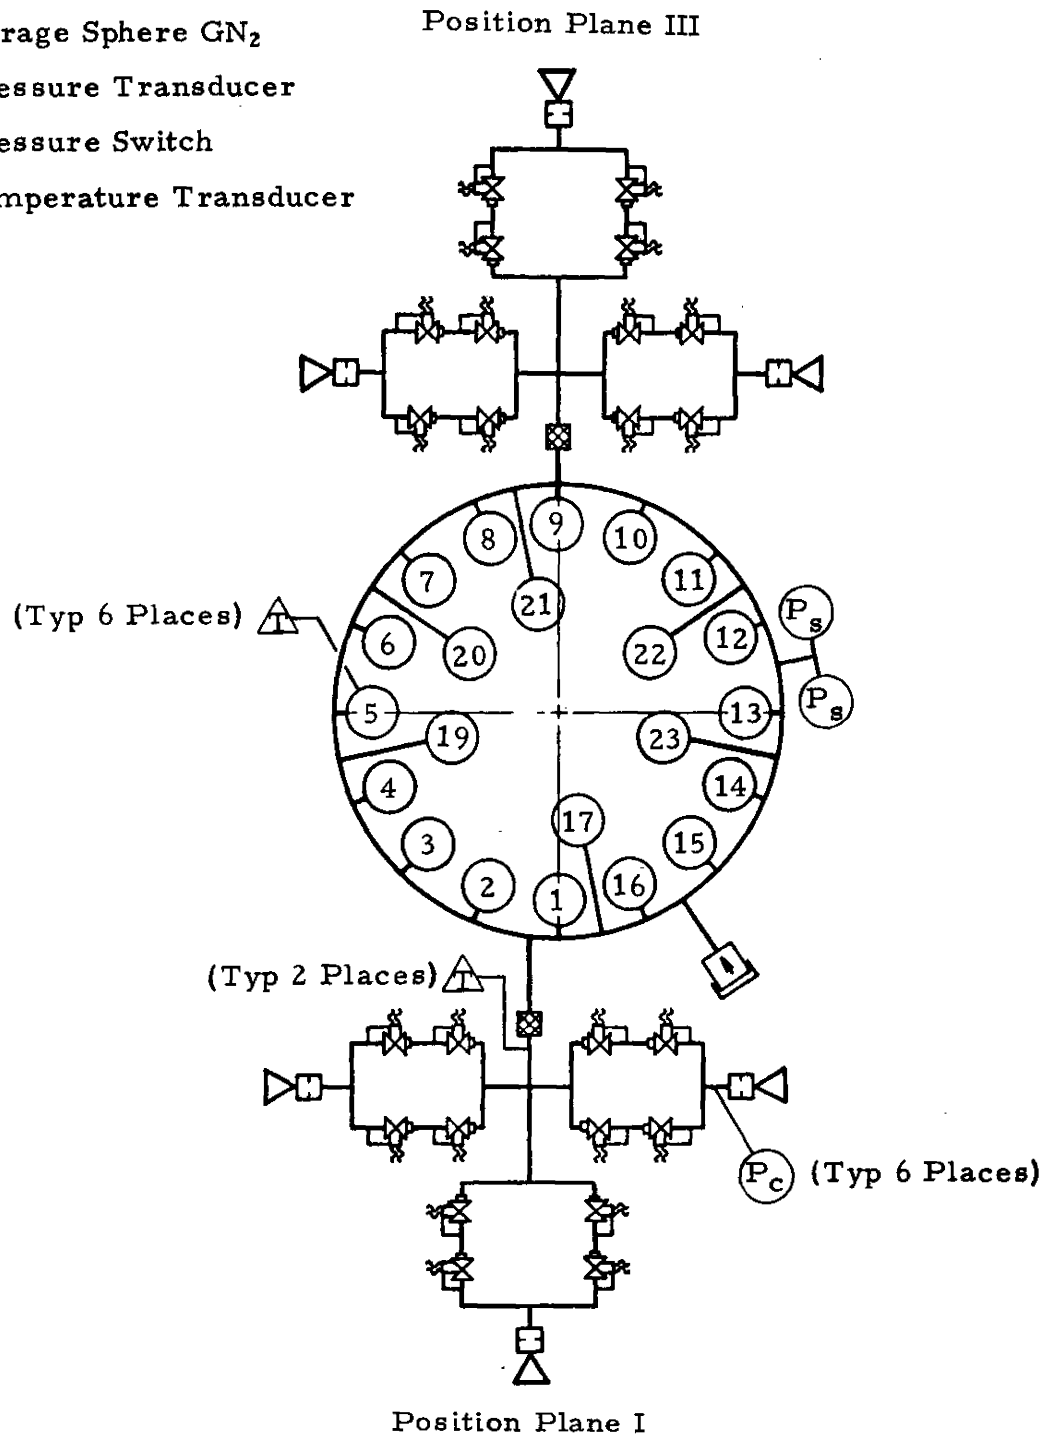 rage Sphere GN₂
Position Plane III
essure Transducer
essure Switch
mperature Transducer
9
8
10
7
11
21
(Typ 6 Places) T
Ps
6
12
20
22
5
13
Ps
19
23
4
14
17
3
15
2
16
1
(Typ 2 Places) T
Pc (Typ 6 Places)
Position Plane I